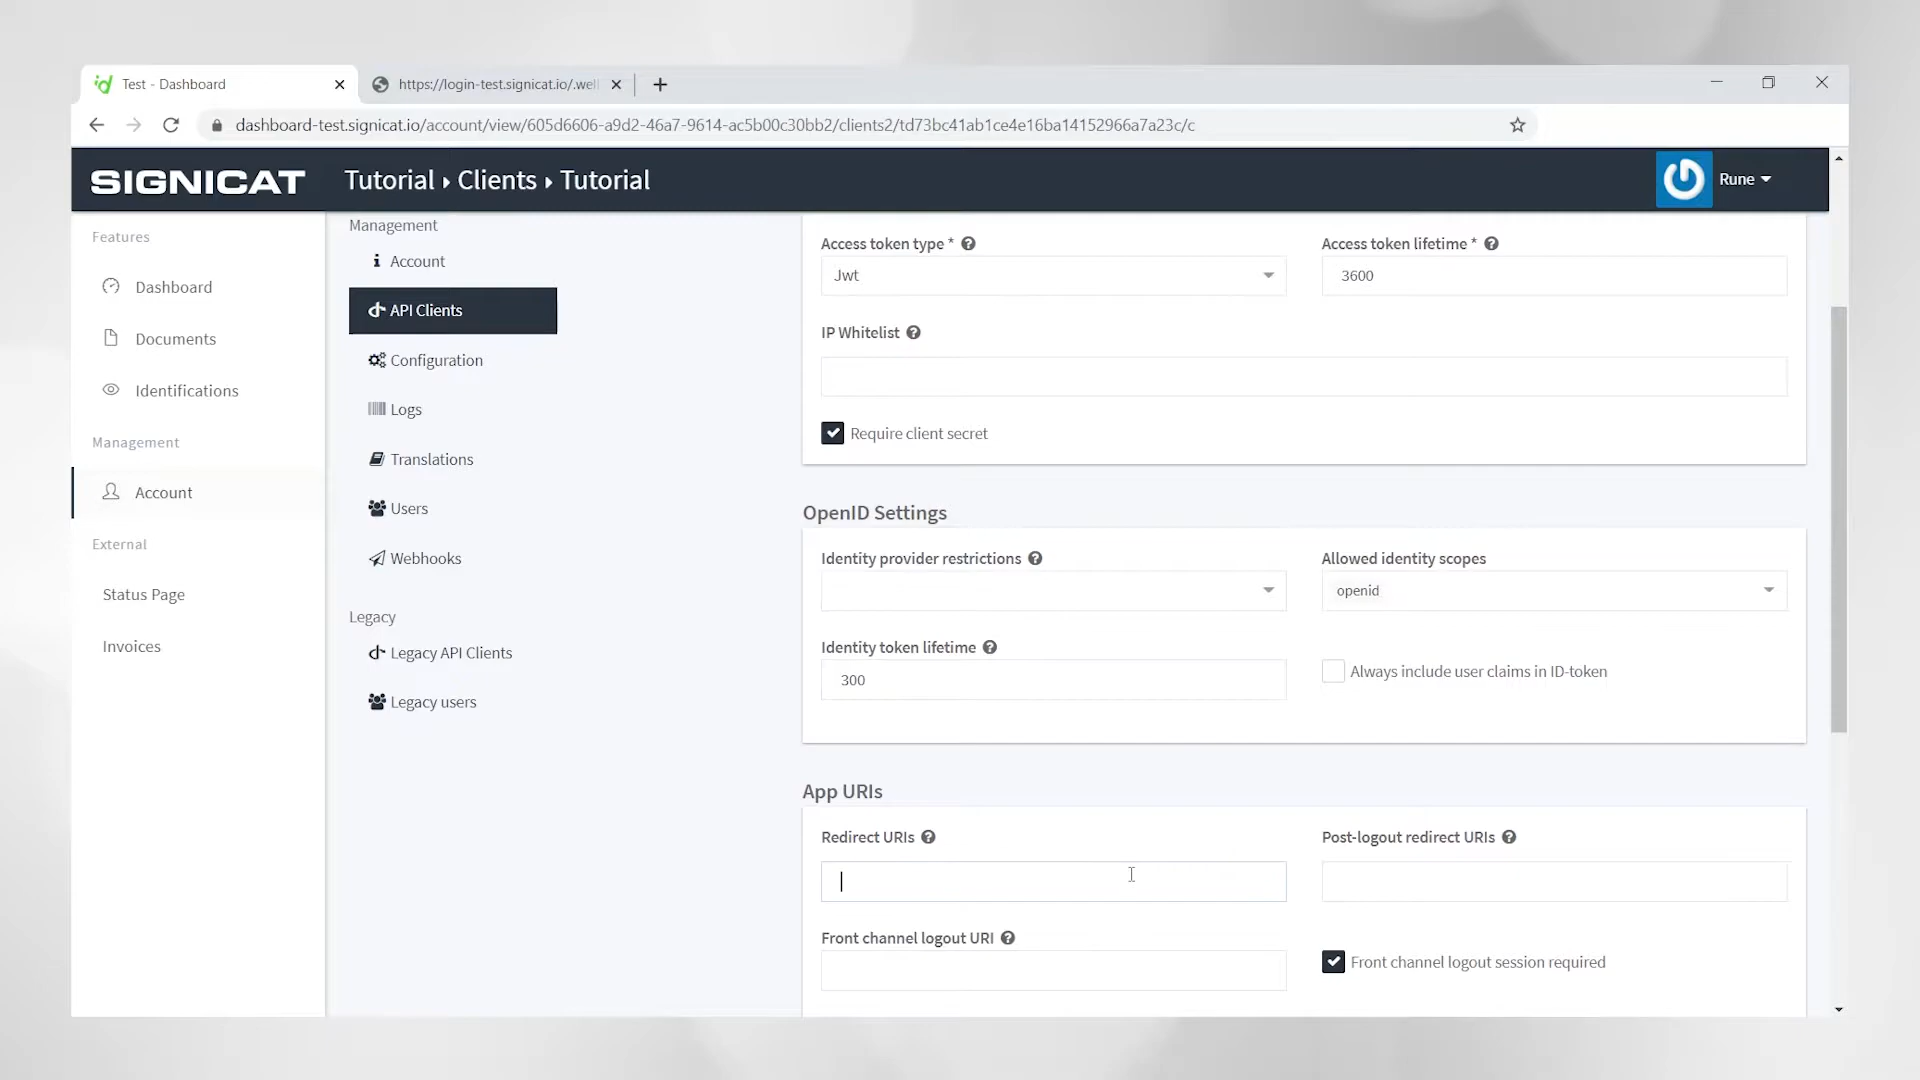 Test - Dashboard
https://login-test.signicat.io/.well
dashboard-test.signicat.io/account/view/605d6606-a9d2-46a7-9614-ac5b00c30bb2/clients2/td73bc41ab1ce4e16ba14152966a7a23c/c
SIGNICAT
Tutorial › Clients › Tutorial
Rune
Features
Dashboard
Documents
Identifications
Management
Account
External
Status Page
Invoices
Management
Account
API Clients
Configuration
Logs
Translations
Users
Webhooks
Legacy
Legacy API Clients
Legacy users
Access token type *
Jwt
Access token lifetime *
3600
IP Whitelist
Require client secret
OpenID Settings
Identity provider restrictions
Allowed identity scopes
openid
Identity token lifetime
300
Always include user claims in ID-token
App URIs
Redirect URIs
Post-logout redirect URIs
Front channel logout URI
Front channel logout session required